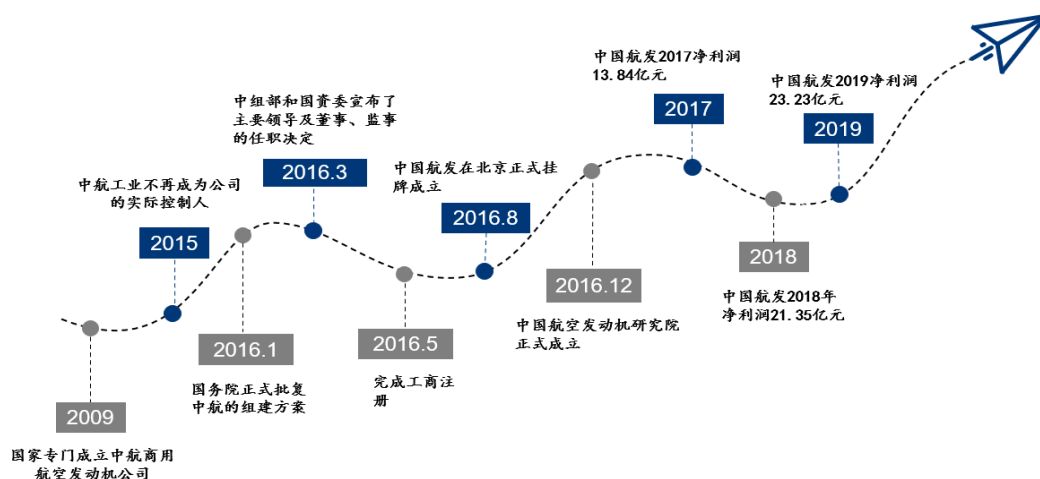 2009
国家专门成立中航商用
航空发动机公司
中航工业不再成为公司
的实际控制人
2015
2016.1
国务院正式批复
中航的组建方案
中组部和国资委宣布了
主要领导及董事、监事
的任职决定
2016.3
2016.5
完成工商注
册
中国航发在北京正式挂
牌成立
2016.8
2016.12
中国航空发动机研究院
正式成立
中国航发2017净利润
13.84亿元
2017
2018
中国航发2018年
净利润21.35亿元
中国航发2019净利润
23.23亿元
2019